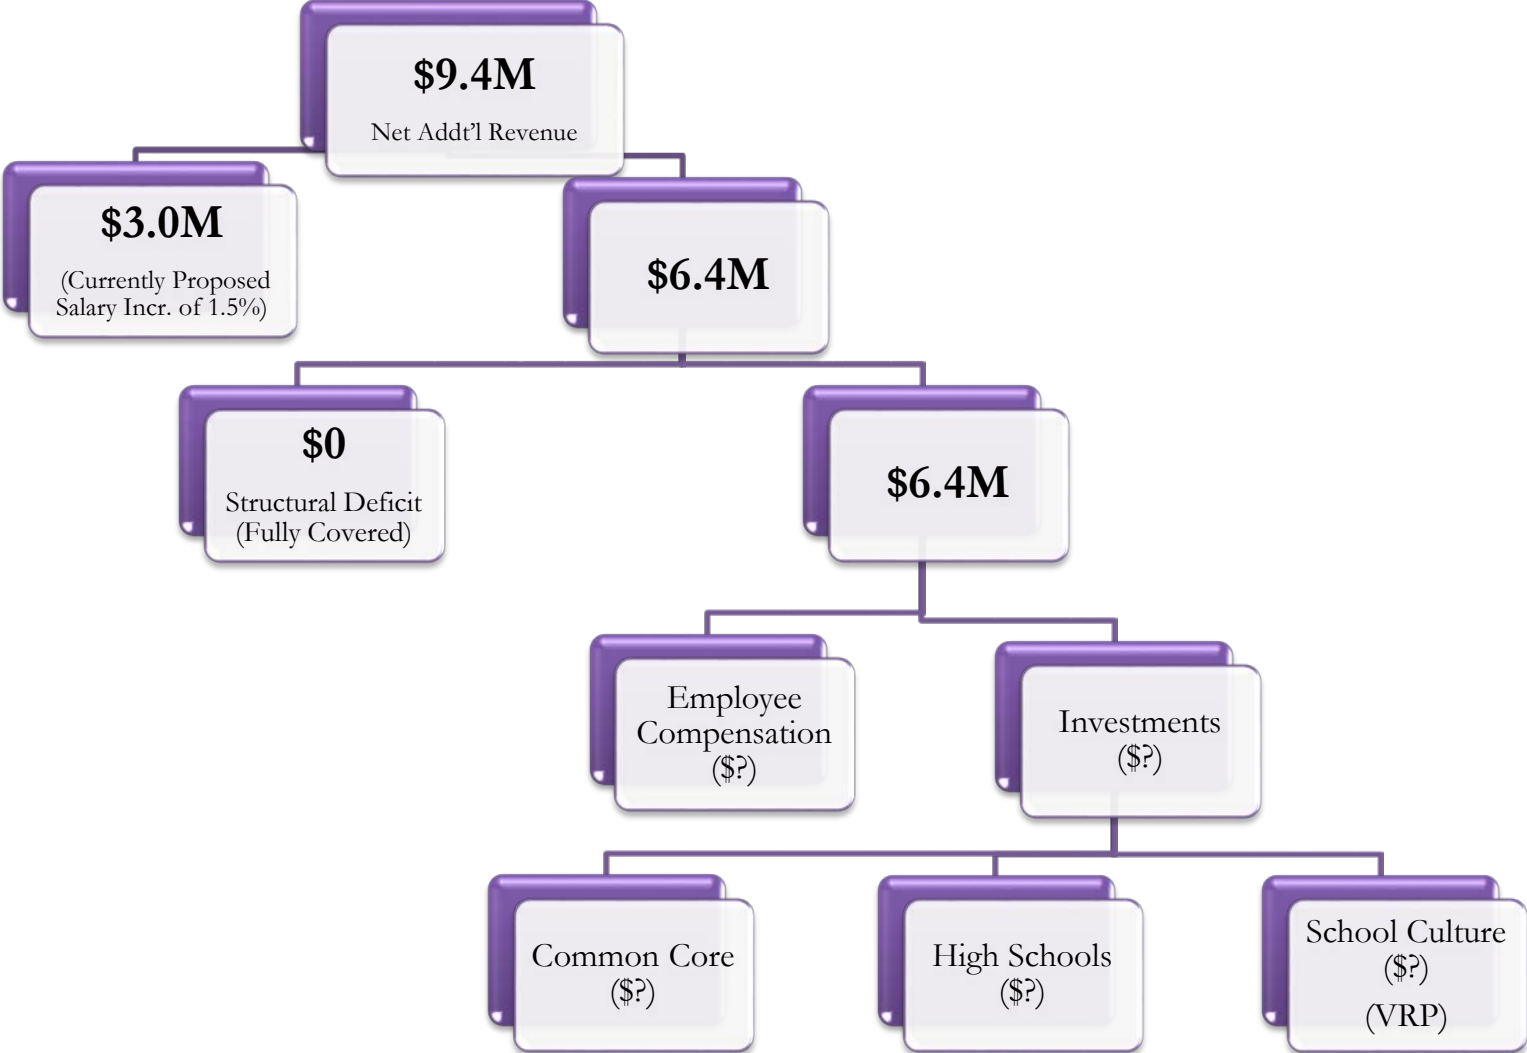 $9.4M
Net Addt’l Revenue
$3.0M
(Currently Proposed
Salary Incr. of 1.5%)
$6.4M
$0
Structural Deficit
(Fully Covered)
$6.4M
Employee
Compensation
($?)
Investments
($?)
Common Core
($?)
High Schools
($?)
School Culture
($?)
(VRP)